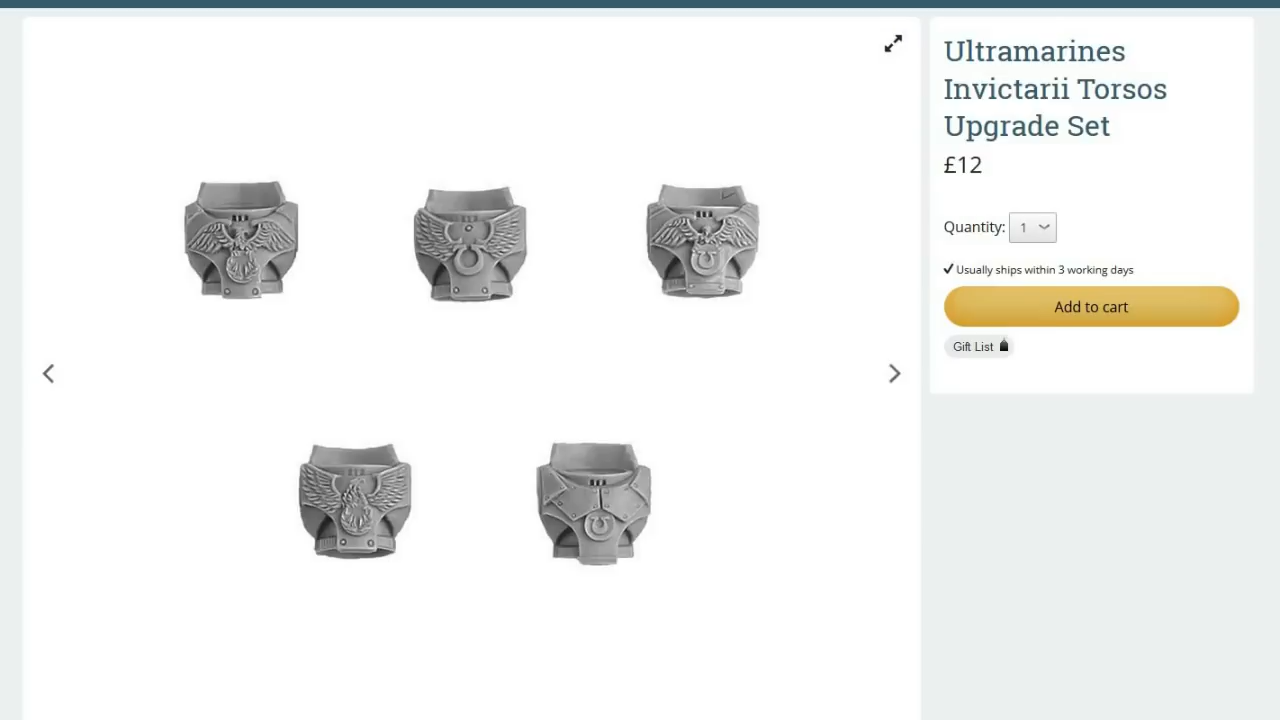 Ultramarines
Invictarii Torsos
Upgrade Set
£12
Quantity: 1
Usually ships within 3 working days
Add to cart
Gift List